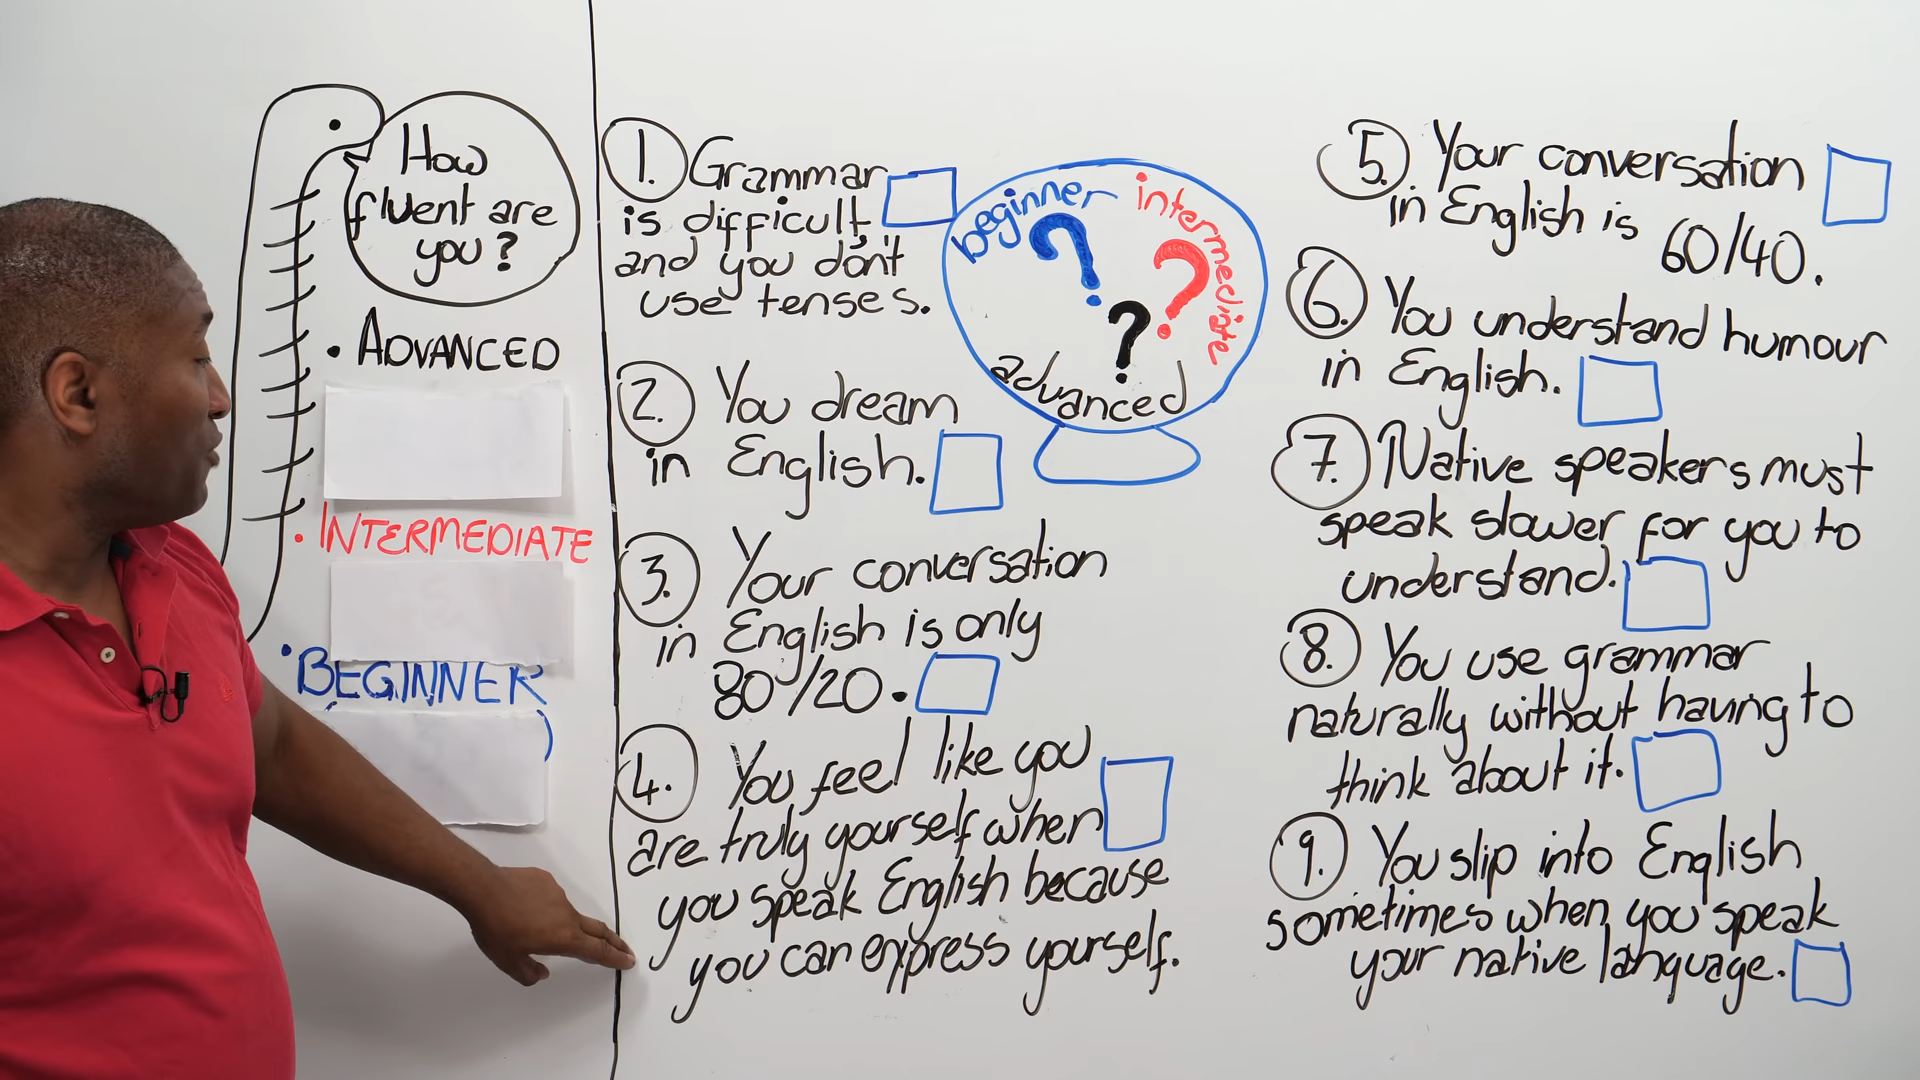 How
fluent are
you?
• ADVANCED
• INTERMEDIATE
• BEGINNER
1. Grammar
is difficult
and you don't
use tenses.
2. You dream
in English.
3. Your conversation
in English is only
80/20.
4. You feel like you
are truly yourself when
you speak English because
you can express yourself.
beginner
intermediate
? ? ?
advanced
5. Your conversation
in English is 60/40.
6. You understand humour
in English.
7. Native speakers must
speak slower for you to
understand.
8. You use grammar
naturally without having to
think about it.
9. You slip into English
sometimes when you speak
your native language.